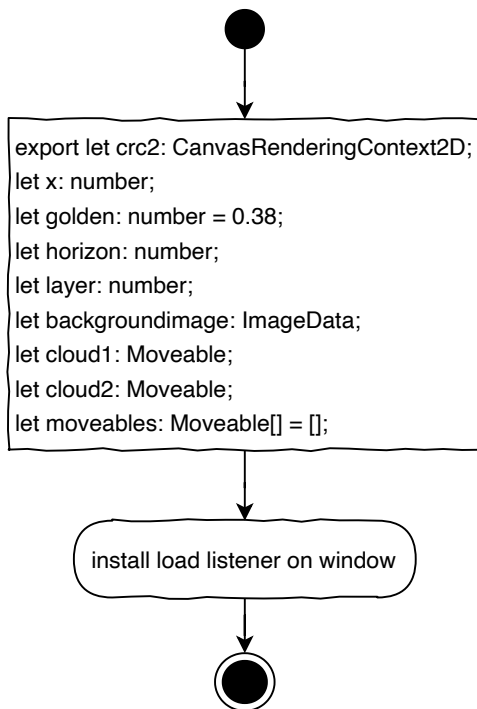 export let crc2: CanvasRenderingContext2D;
let x: number;
let golden: number = 0.38;
let horizon: number;
let layer: number;
let backgroundimage: ImageData;
let cloud1: Moveable;
let cloud2: Moveable;
let moveables: Moveable[] = [];
install load listener on window